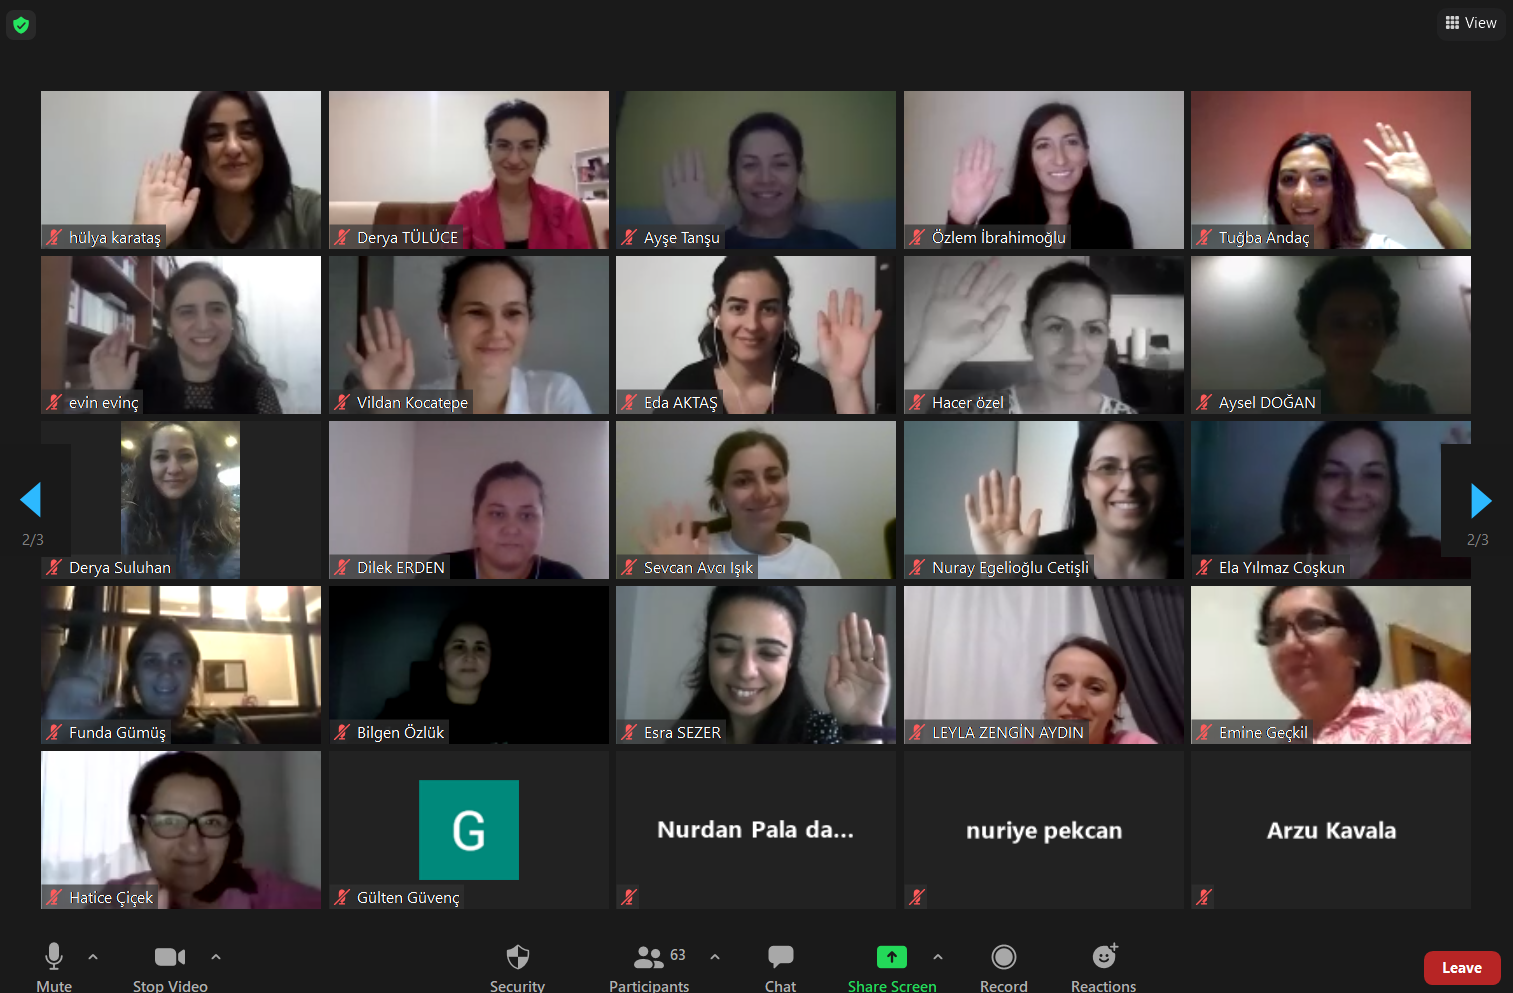 View
hülya karataş
Derya TÜLÜCE
Ayşe Tanşu
Özlem İbrahimoğlu
Tuğba Andaç
evin evinç
Vildan Kocatepe
Eda AKTAŞ
Hacer özel
Aysel DOĞAN
2/3
2/3
Derya Suluhan
Dilek ERDEN
Sevcan Avcı Işık
Nuray Egelioğlu Cetişli
Ela Yılmaz Coşkun
Funda Gümüş
Bilgen Özlük
Esra SEZER
LEYLA ZENGİN AYDIN
Emine Geçkil
Hatice Çiçek
G
Gülten Güvenç
Nurdan Pala da...
nuriye pekcan
Arzu Kavala
Mute
Stop Video
Security
63
Participants
Chat
Share Screen
Record
Reactions
Leave